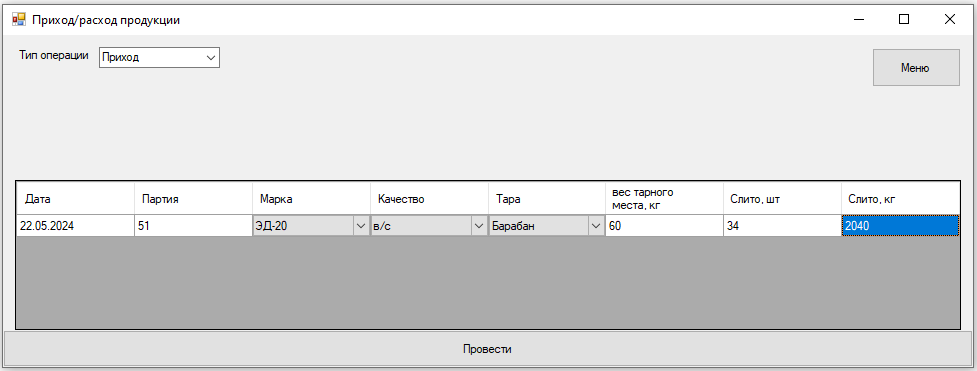 Приход/расход продукции
Тип операции Приход
Меню
Дата Партия Марка Качество Тара вес тарного места, кг Слито, шт Слито, кг
22.05.2024 51 ЭД-20 в/с Барабан 60 34 2040
Провести